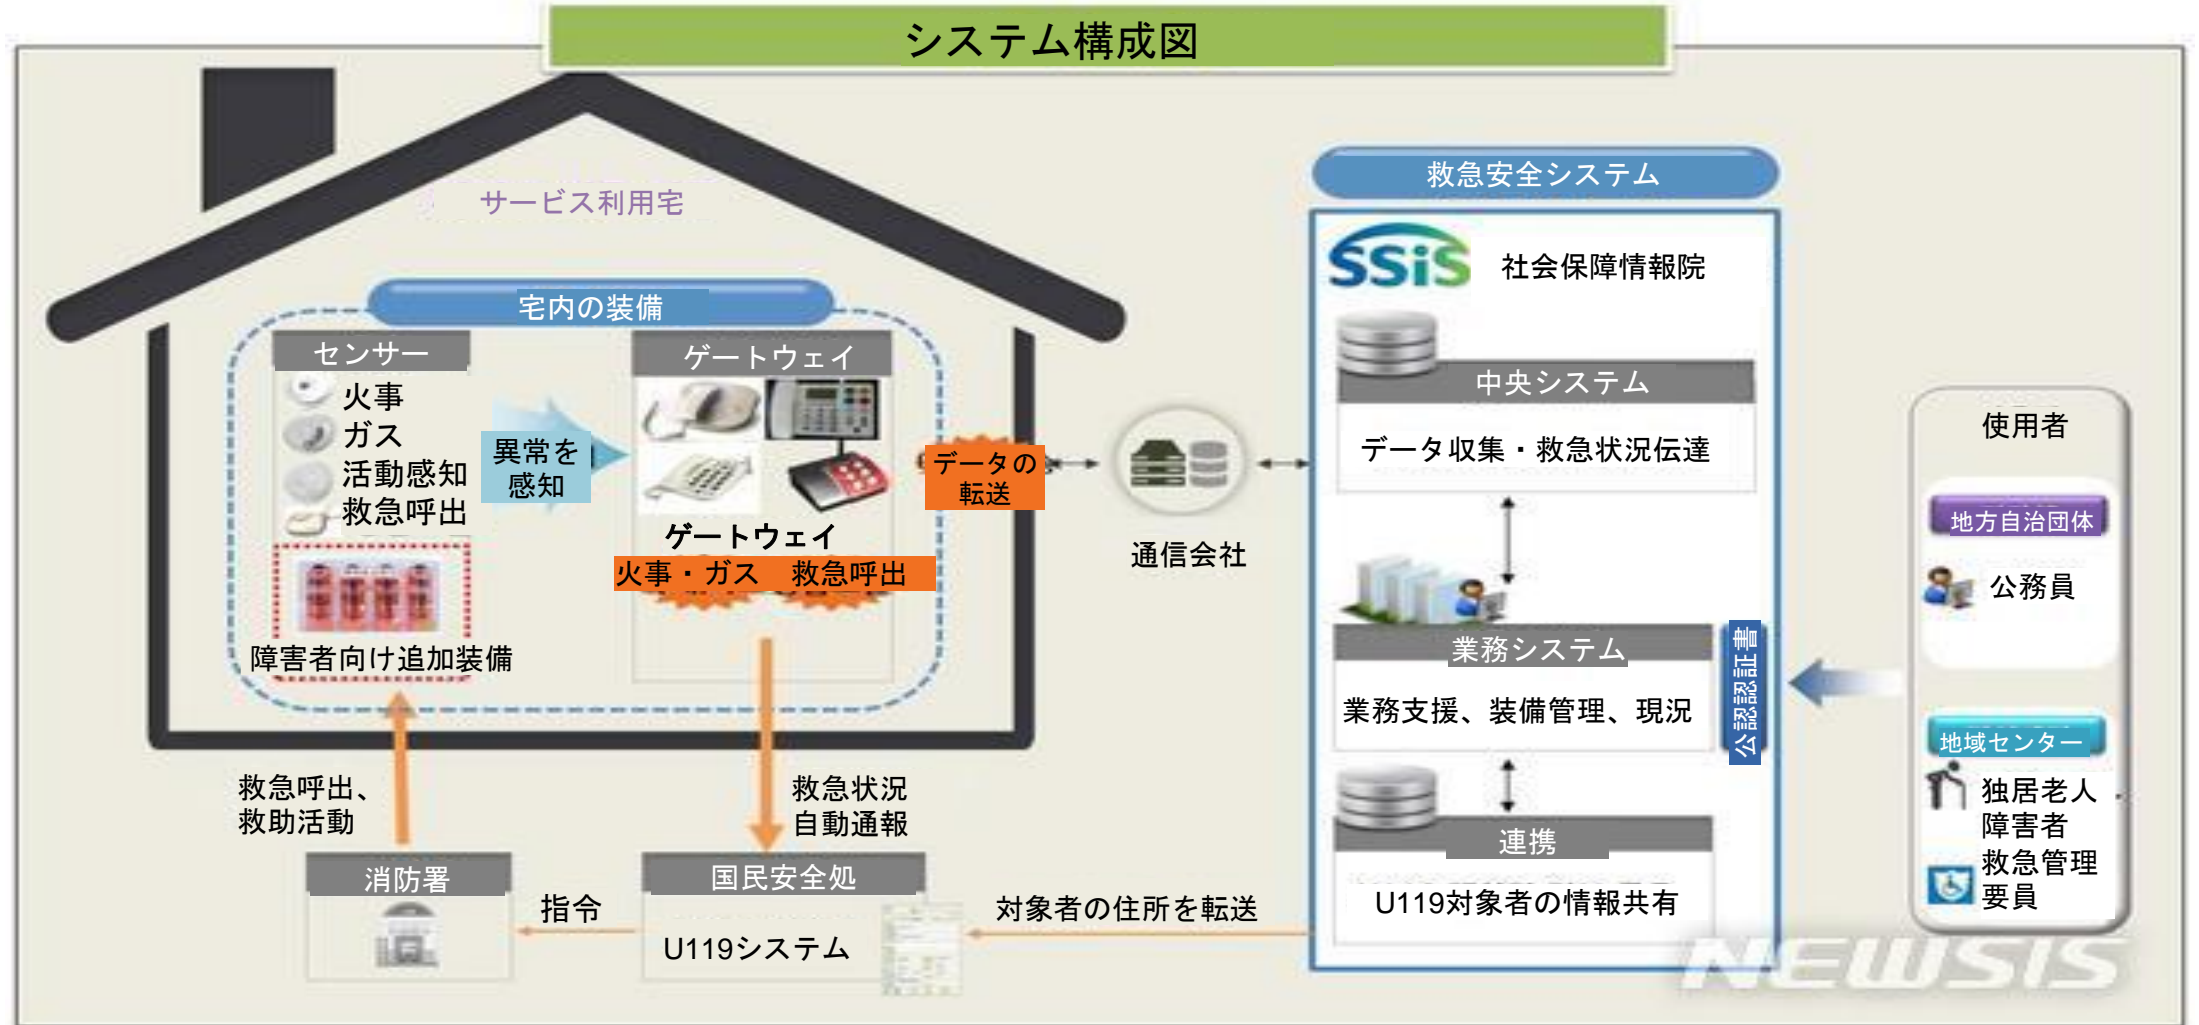 システム構成図
サービス利用宅
宅内の装備
センサー
火事
ガス
活動感知
救急呼出
障害者向け追加装備
異常を
感知
ゲートウェイ
ゲートウェイ
火事・ガス 救急呼出
データの
転送
通信会社
救急安全システム
SSiS 社会保障情報院
中央システム
データ収集・救急状況伝達
業務システム
業務支援、装備管理、現況
公認認証書
連携
U119対象者の情報共有
使用者
地方自治団体
公務員
地域センター
独居老人
障害者
救急管理
要員
救急呼出、
救助活動
救急状況
自動通報
消防署
指令
国民安全処
U119システム
対象者の住所を転送
NEWSIS